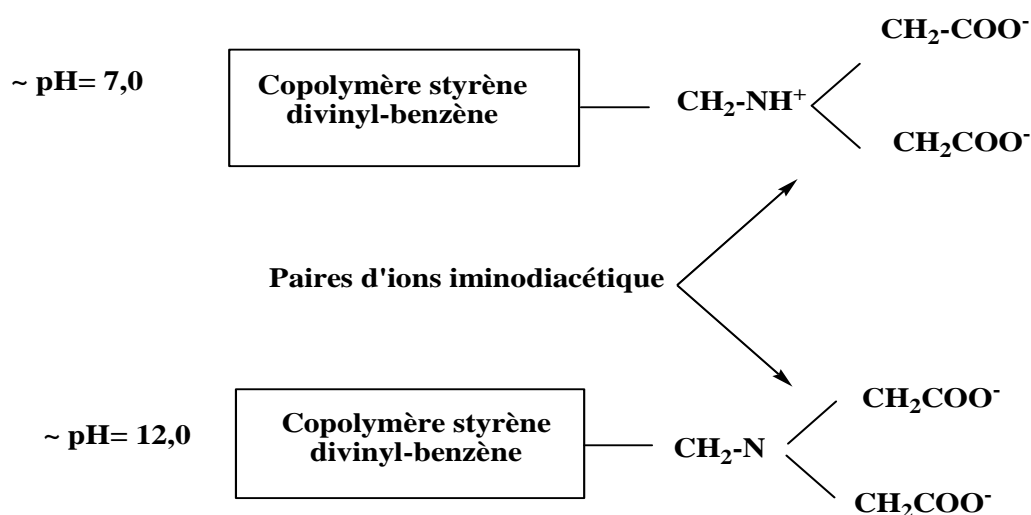 CH₂-COO⁻
~ pH= 7,0
Copolymère styrène
divinyl-benzène
CH₂-NH⁺
CH₂COO⁻
Paires d'ions iminodiacétique
CH₂COO⁻
~ pH= 12,0
Copolymère styrène
divinyl-benzène
CH₂-N
CH₂COO⁻